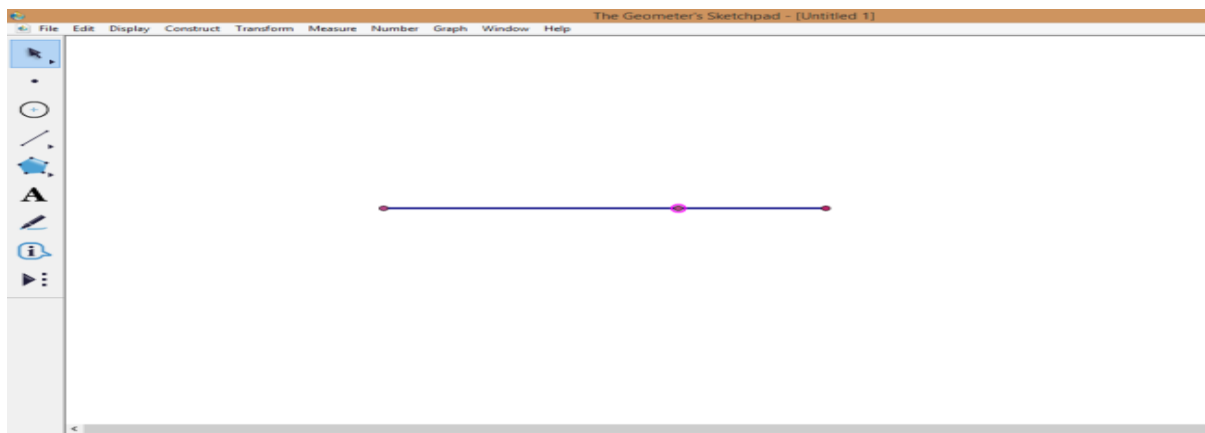 The Geometer's Sketchpad - [Untitled 1]
File Edit Display Construct Transform Measure Number Graph Window Help
A
i
<